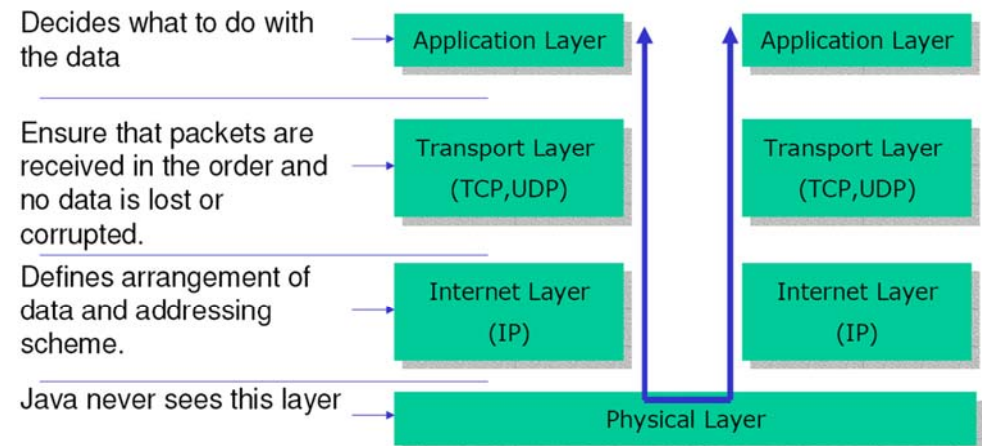 Decides what to do with
the data
Application Layer
Application Layer
Ensure that packets are
received in the order and
no data is lost or
corrupted.
Transport Layer
(TCP,UDP)
Transport Layer
(TCP,UDP)
Defines arrangement of
data and addressing
scheme.
Internet Layer
(IP)
Internet Layer
(IP)
Java never sees this layer
Physical Layer